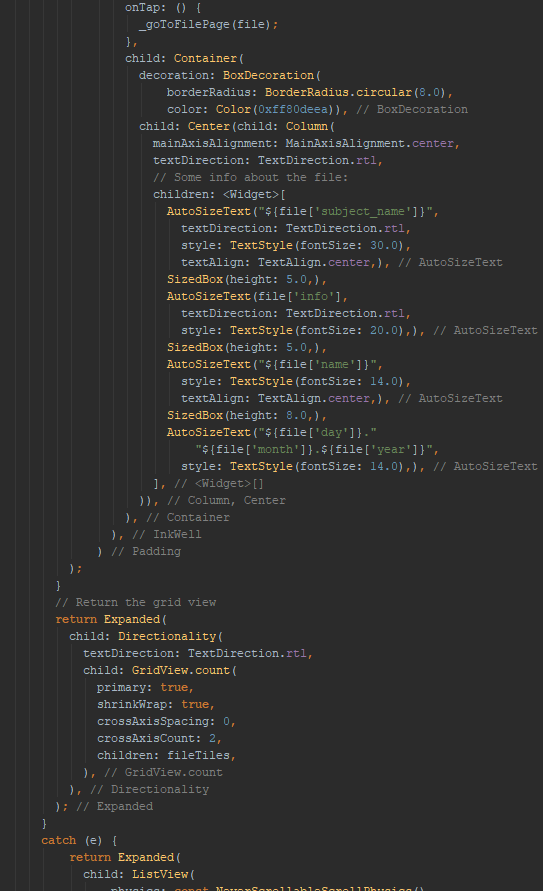 onTap: () {
_goToFilePage(file);
},
child: Container(
decoration: BoxDecoration(
borderRadius: BorderRadius.circular(8.0),
color: Color(0xff80deea)), // BoxDecoration
child: Center(child: Column(
mainAxisAlignment: MainAxisAlignment.center,
textDirection: TextDirection.rtl,
// Some info about the file:
children: <Widget>[
AutoSizeText("${file['subject_name']}",
textDirection: TextDirection.rtl,
style: TextStyle(fontSize: 30.0),
textAlign: TextAlign.center,), // AutoSizeText
SizedBox(height: 5.0,),
AutoSizeText(file['info'],
textDirection: TextDirection.rtl,
style: TextStyle(fontSize: 20.0),), // AutoSizeText
SizedBox(height: 5.0,),
AutoSizeText("${file['name']}",
style: TextStyle(fontSize: 14.0),
textAlign: TextAlign.center,), // AutoSizeText
SizedBox(height: 8.0,),
AutoSizeText("${file['day']}."
"${file['month']}.${file['year']}",
style: TextStyle(fontSize: 14.0),), // AutoSizeText
], // <Widget>[]
)), // Column, Center
), // Container
), // InkWell
) // Padding
);
}
// Return the grid view
return Expanded(
child: Directionality(
textDirection: TextDirection.rtl,
child: GridView.count(
primary: true,
shrinkWrap: true,
crossAxisSpacing: 0,
crossAxisCount: 2,
children: fileTiles,
), // GridView.count
), // Directionality
); // Expanded
}
catch (e) {
return Expanded(
child: ListView(
physics: const NeverScrollableScrollPhysics()